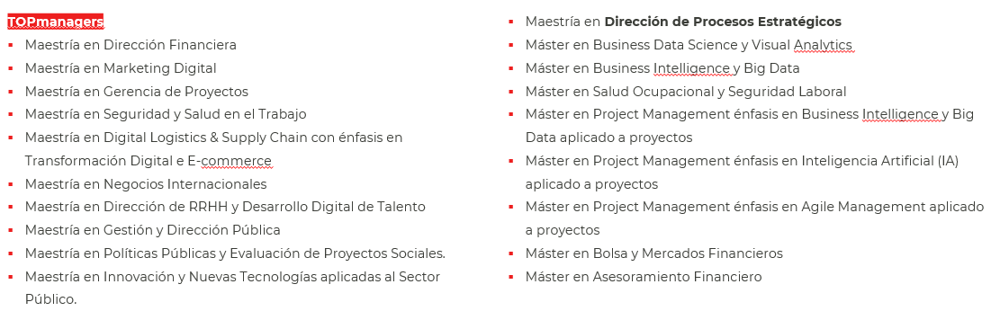 TOPmanagers
Maestría en Dirección Financiera
Maestría en Marketing Digital
Maestría en Gerencia de Proyectos
Maestría en Seguridad y Salud en el Trabajo
Maestría en Digital Logistics & Supply Chain con énfasis en
Transformación Digital e E-commerce
Maestría en Negocios Internacionales
Maestría en Dirección de RRHH y Desarrollo Digital de Talento
Maestría en Gestión y Dirección Pública
Maestría en Políticas Públicas y Evaluación de Proyectos Sociales.
Maestría en Innovación y Nuevas Tecnologías aplicadas al Sector
Público.
Maestría en Dirección de Procesos Estratégicos
Máster en Business Data Science y Visual Analytics
Máster en Business Intelligence y Big Data
Máster en Salud Ocupacional y Seguridad Laboral
Máster en Project Management énfasis en Business Intelligence y Big
Data aplicado a proyectos
Máster en Project Management énfasis en Inteligencia Artificial (IA)
aplicado a proyectos
Máster en Project Management énfasis en Agile Management aplicado
a proyectos
Máster en Bolsa y Mercados Financieros
Máster en Asesoramiento Financiero